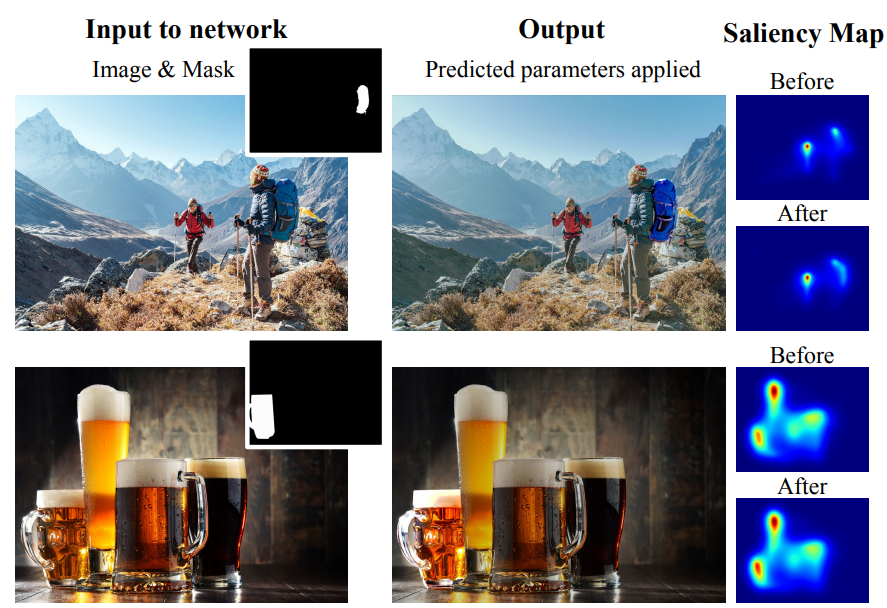 Input to network
Output
Saliency Map
Image & Mask
Predicted parameters applied
Before
After
Before
After